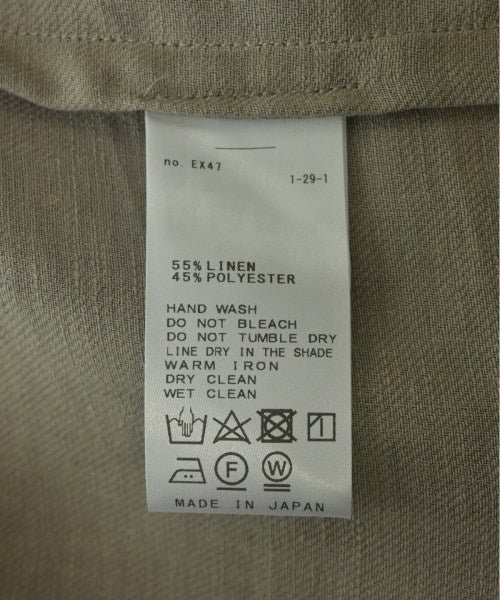 no. EX47
1-29-1
55% LINEN
45% POLYESTER
HAND WASH
DO NOT BLEACH
DO NOT TUMBLE DRY
LINE DRY IN THE SHADE
WARM IRON
DRY CLEAN
WET CLEAN
F W
MADE IN JAPAN